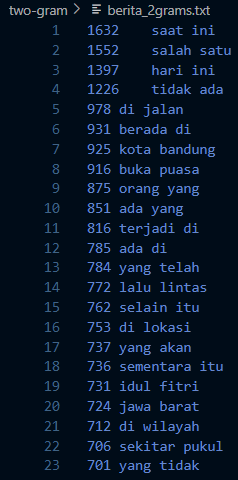 two-gram > berita_2grams.txt
1 1632 saat ini
2 1552 salah satu
3 1397 hari ini
4 1226 tidak ada
5 978 di jalan
6 931 berada di
7 925 kota bandung
8 916 buka puasa
9 875 orang yang
10 851 ada yang
11 816 terjadi di
12 785 ada di
13 784 yang telah
14 772 lalu lintas
15 762 selain itu
16 753 di lokasi
17 737 yang akan
18 736 sementara itu
19 731 idul fitri
20 724 jawa barat
21 712 di wilayah
22 706 sekitar pukul
23 701 yang tidak